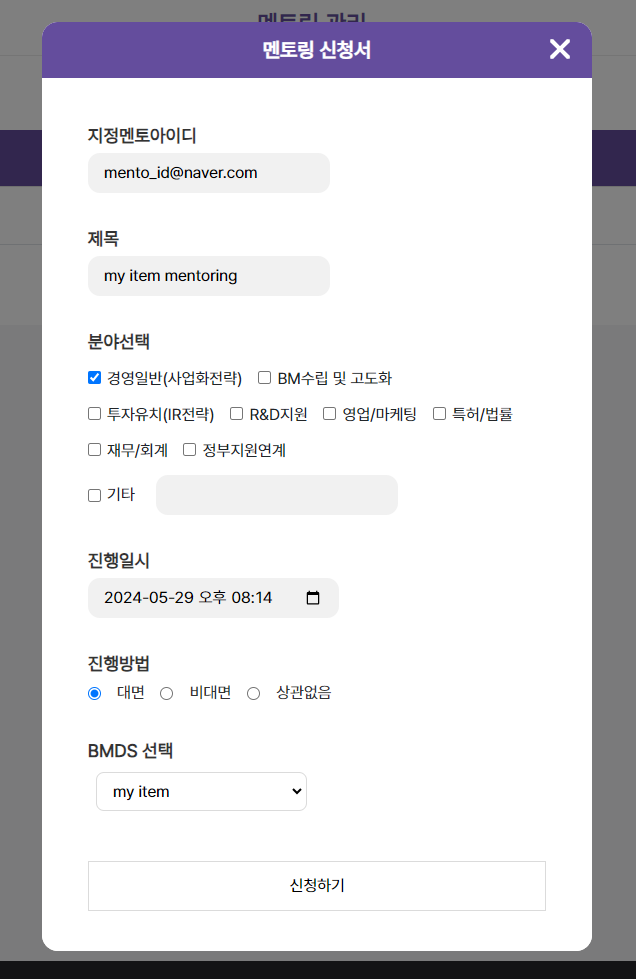 멘토링 관리
멘토링 신청서
지정멘토아이디
mento_id@naver.com
제목
my item mentoring
분야선택
경영일반(사업화전략) BM수립 및 고도화
투자유치(IR전략) R&D지원 영업/마케팅 특허/법률
재무/회계 정부지원연계
기타
진행일시
2024-05-29 오후 08:14
진행방법
대면 비대면 상관없음
BMDS 선택
my item
신청하기